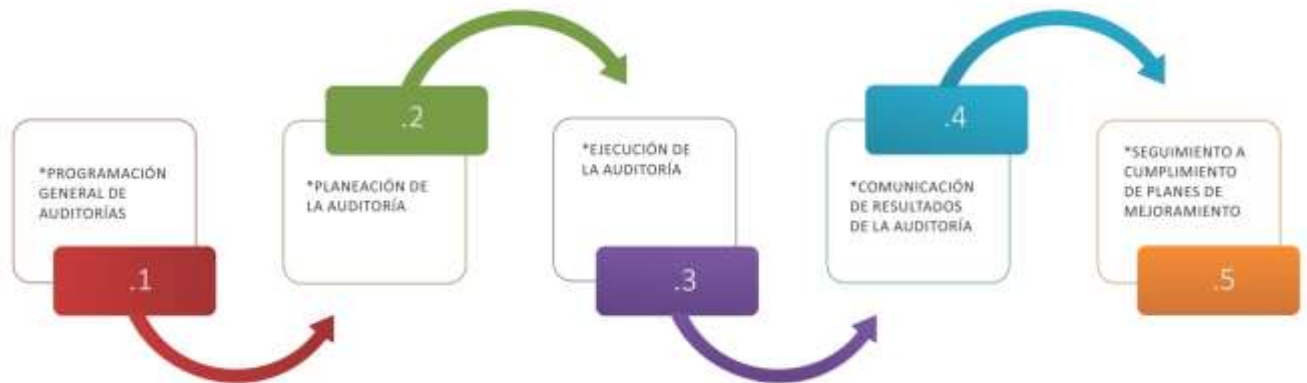 *PROGRAMACIÓN
GENERAL DE
AUDITORÍAS
.1
.2
*PLANEACIÓN DE
LA AUDITORÍA
*EJECUCIÓN DE
LA AUDITORÍA
.3
.4
*COMUNICACIÓN
DE RESULTADOS
DE LA AUDITORÍA
*SEGUIMIENTO A
CUMPLIMIENTO
DE PLANES DE
MEJORAMIENTO
.5